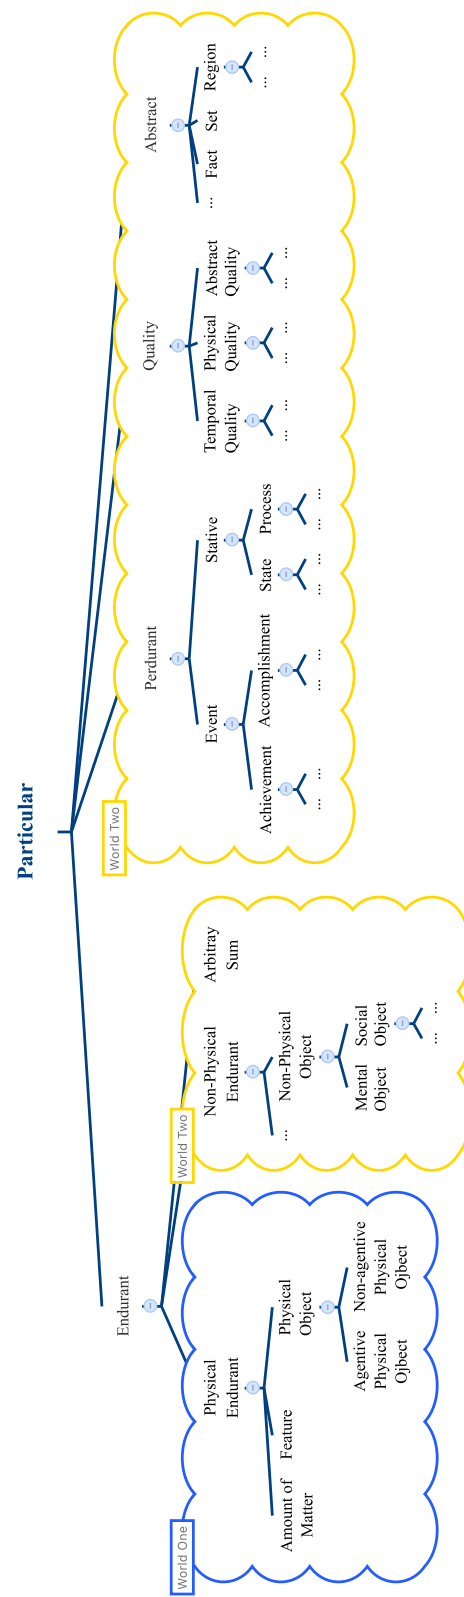 Particular
Endurant
World One
Physical
Endurant
Amount of
Matter
Feature
Physical
Object
Agentive
Physical
Ojbect
Non-agentive
Physical
Ojbect
World Two
Non-Physical
Endurant
Arbitray
Sum
...
Non-Physical
Object
Mental
Object
Social
Object
... ...
World Two
Perdurant
Event
Stative
Achievement
Accomplishment
State
Process
... ...
... ...
... ...
... ...
Quality
Temporal
Quality
Physical
Quality
Abstract
Quality
... ...
... ...
... ...
Abstract
...
Fact
Set
Region
... ...